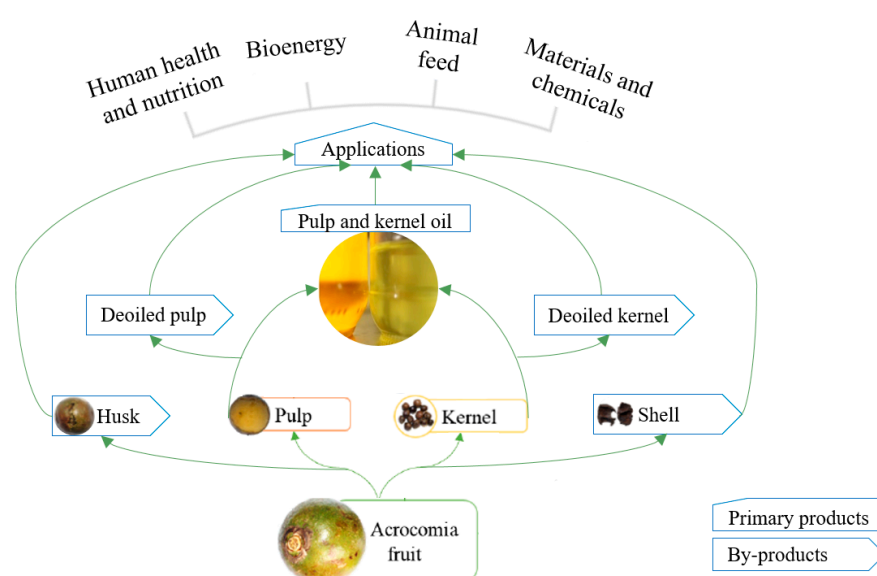 Human health
and nutrition
Bioenergy
Animal
feed
Materials and
chemicals
Applications
Pulp and kernel oil
Deoiled pulp
Deoiled kernel
Husk
Pulp
Kernel
Shell
Acrocomia
fruit
Primary products
By-products